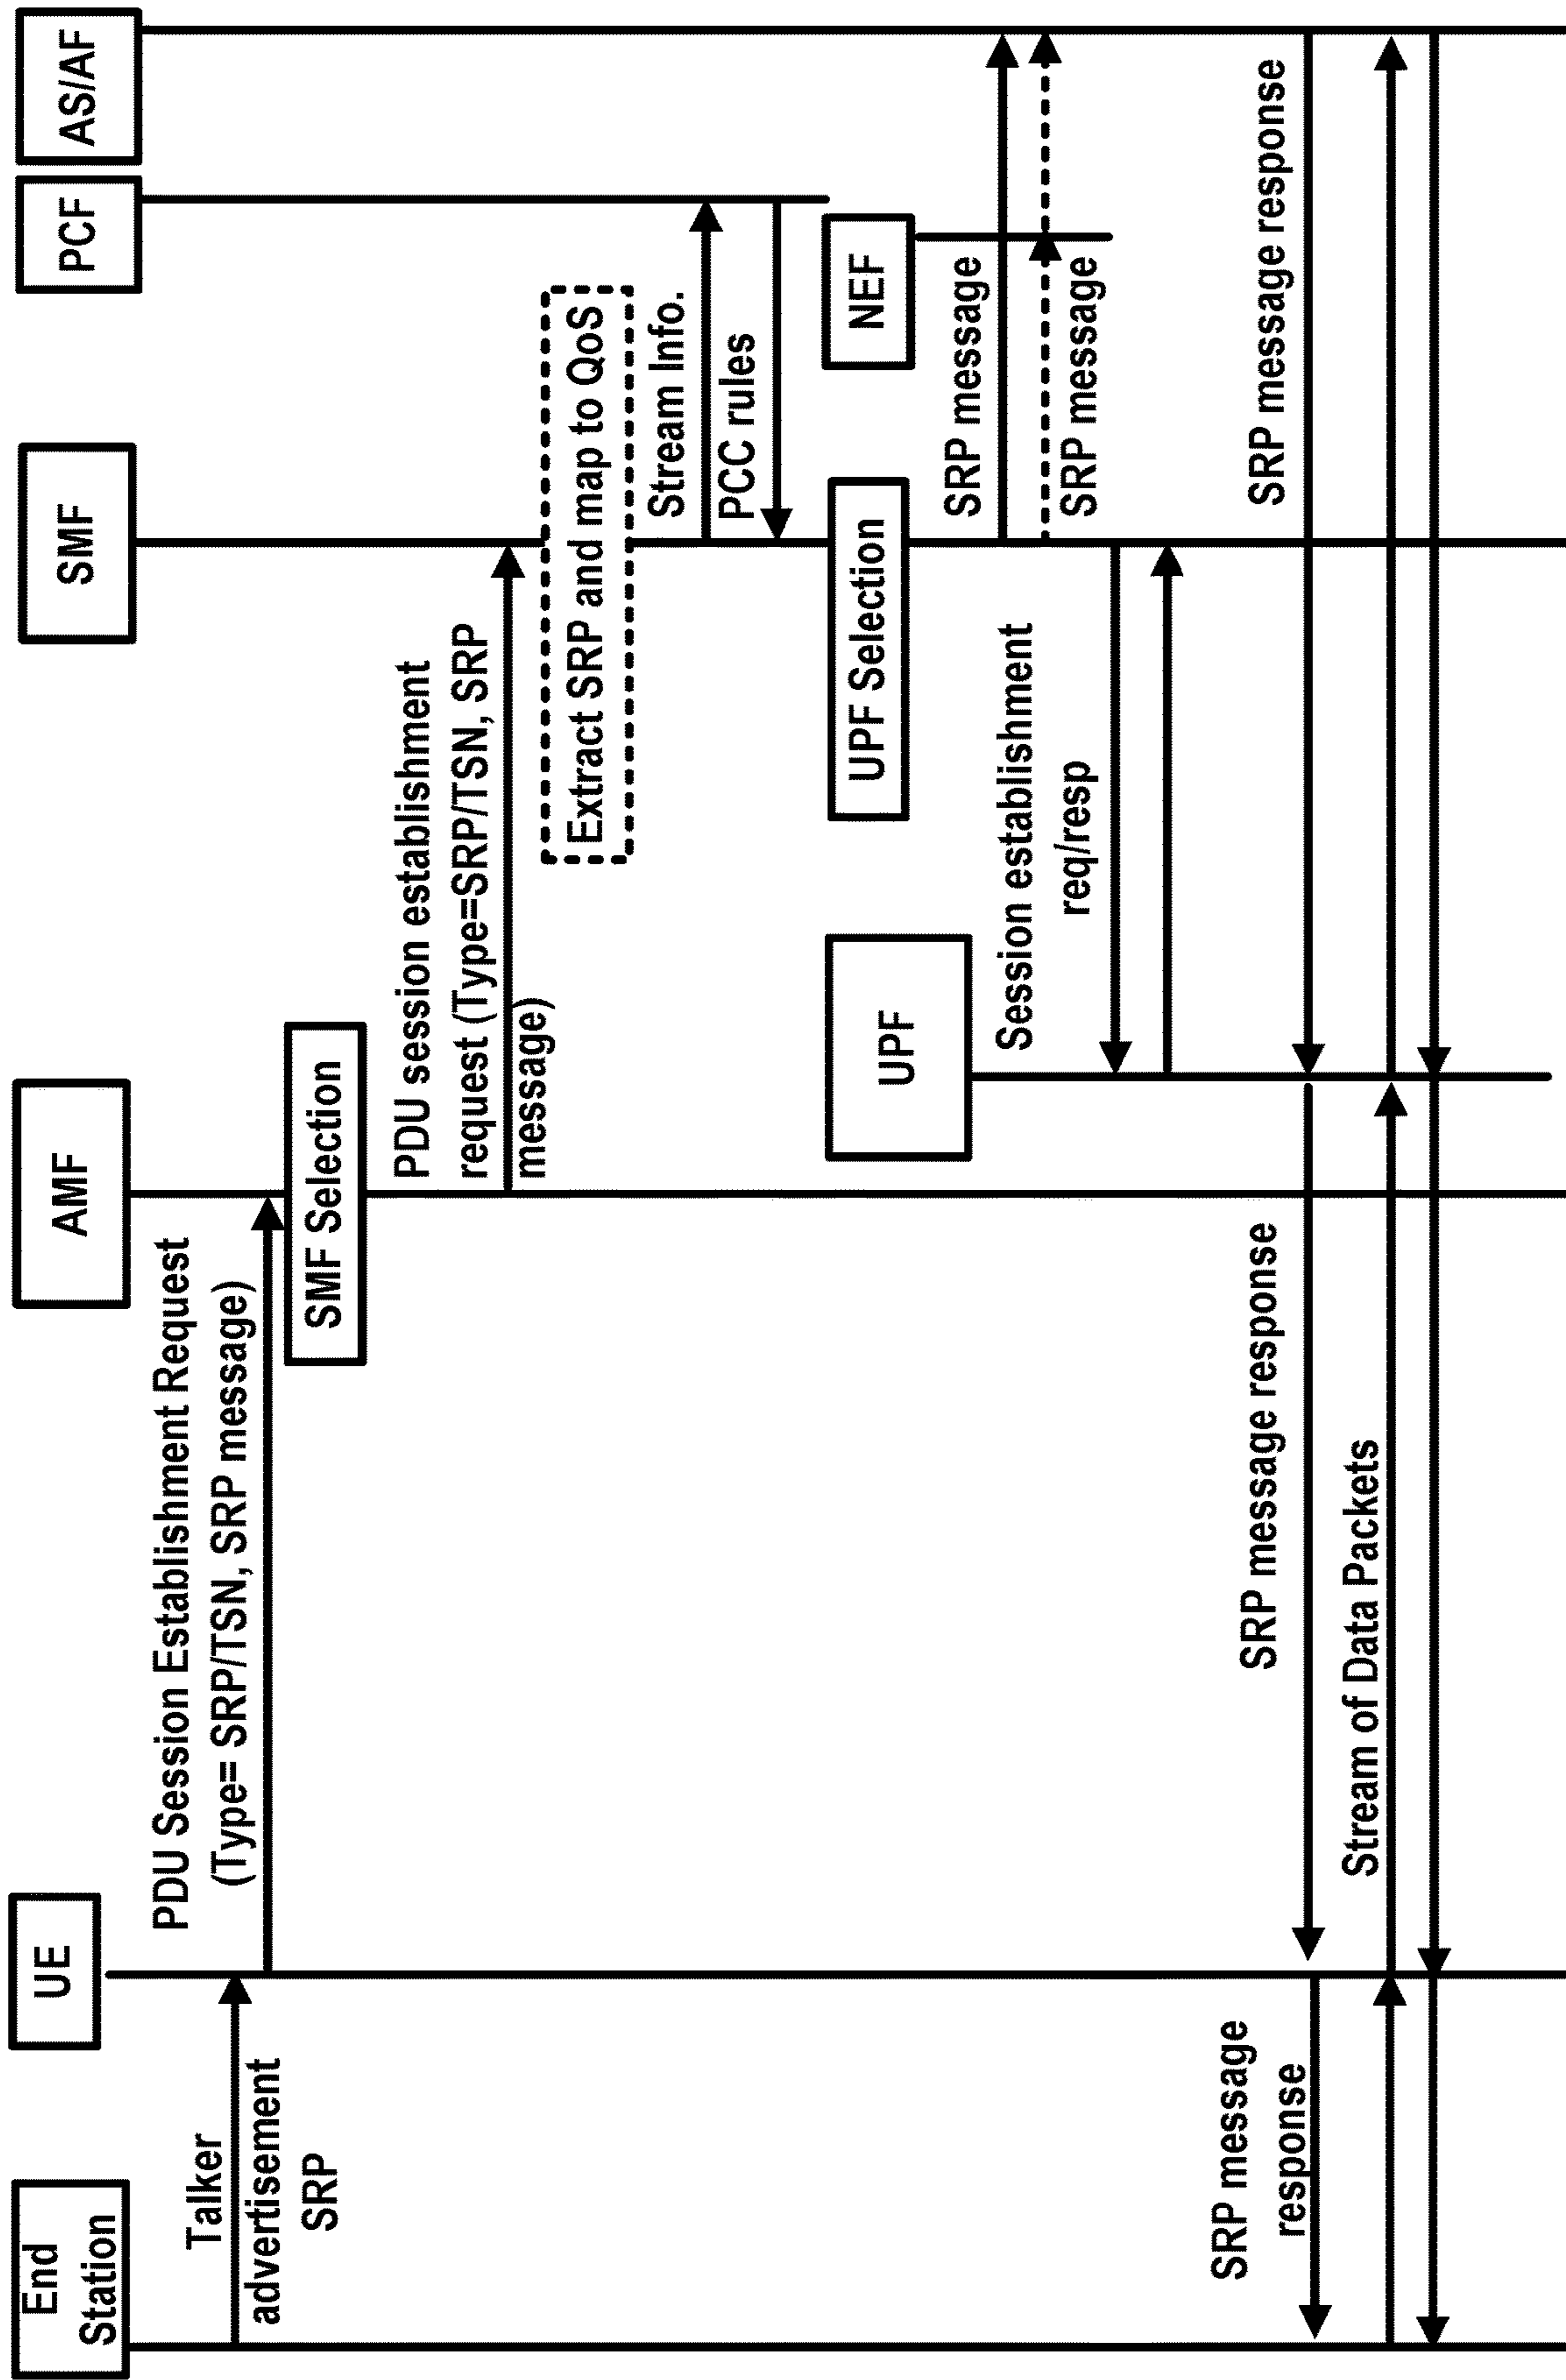 End
Station
UE
AMF
SMF
PCF
AS/AF
Talker
advertisement
SRP
PDU Session Establishment Request
(Type= SRP/TSN, SRP message)
SMF Selection
PDU session establishment
request (Type=SRP/TSN, SRP
message)
Extract SRP and map to QoS
Stream Info.
PCC rules
UPF
UPF Selection
NEF
SRP message
SRP message
Session establishment
req/resp
SRP message response
SRP message response
SRP message
response
Stream of Data Packets